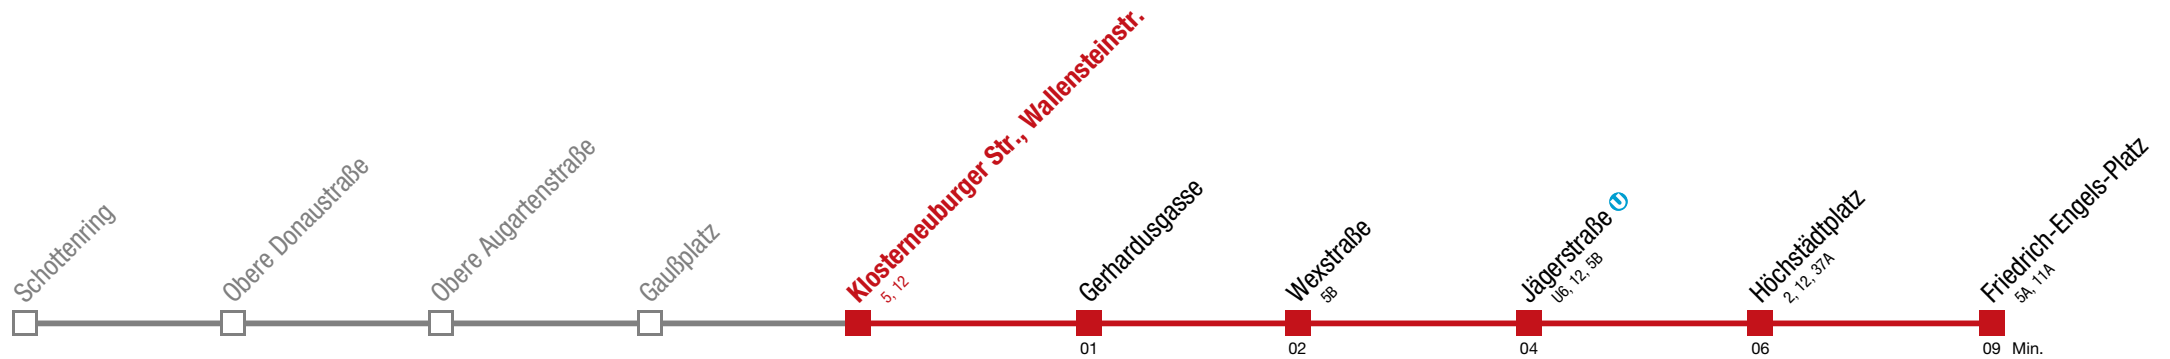 Schottenring
Obere Donaustraße
Obere Augartenstraße
Gaußplatz
Klosterneuburger Str., Wallensteinstr.
5, 12
Gerhardusgasse
01
Wexstraße
5B
02
Jägerstraße U
U6, 12, 5B
04
Höchstädtplatz
2, 12, 37A
06
Friedrich-Engels-Platz
5A, 11A
09 Min.